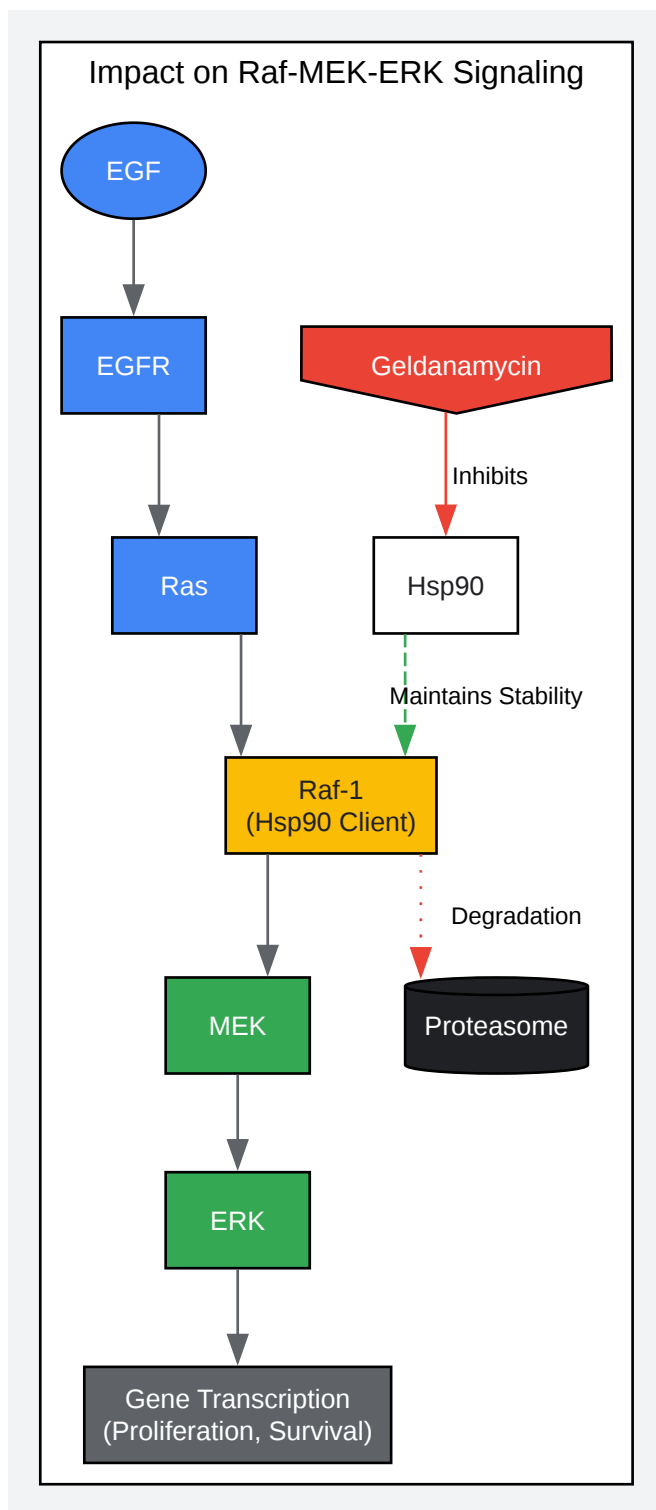 Impact on Raf-MEK-ERK Signaling
EGF
EGFR
Geldanamycin
Inhibits
Ras
Hsp90
Maintains Stability
Raf-1
(Hsp90 Client)
Degradation
MEK
Proteasome
ERK
Gene Transcription
(Proliferation, Survival)